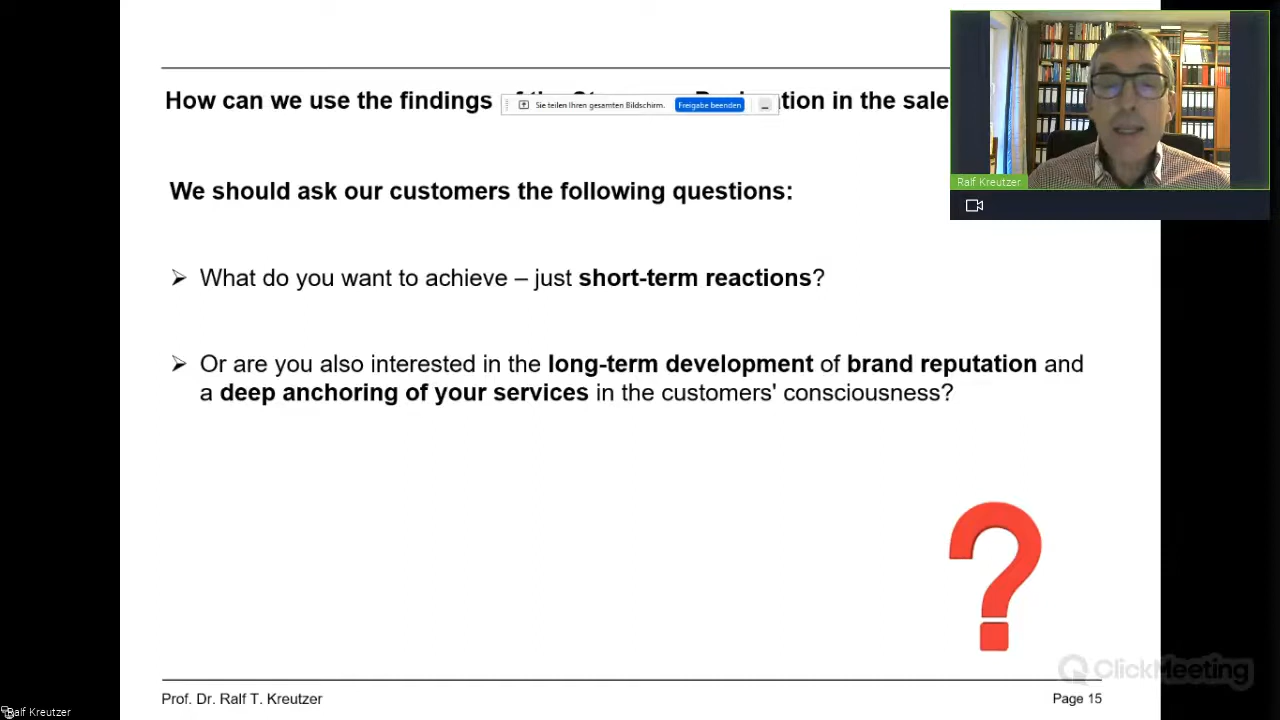 How can we use the findings of the ation in the sale
Sie teilen Ihren gesamten Bildschirm. Freigabe beenden
Ralf Kreutzer
We should ask our customers the following questions:
➢ What do you want to achieve – just short-term reactions?
➢ Or are you also interested in the long-term development of brand reputation and
a deep anchoring of your services in the customers' consciousness?
?
ClickMeeting
Prof. Dr. Ralf T. Kreutzer
Page 15
Ralf Kreutzer